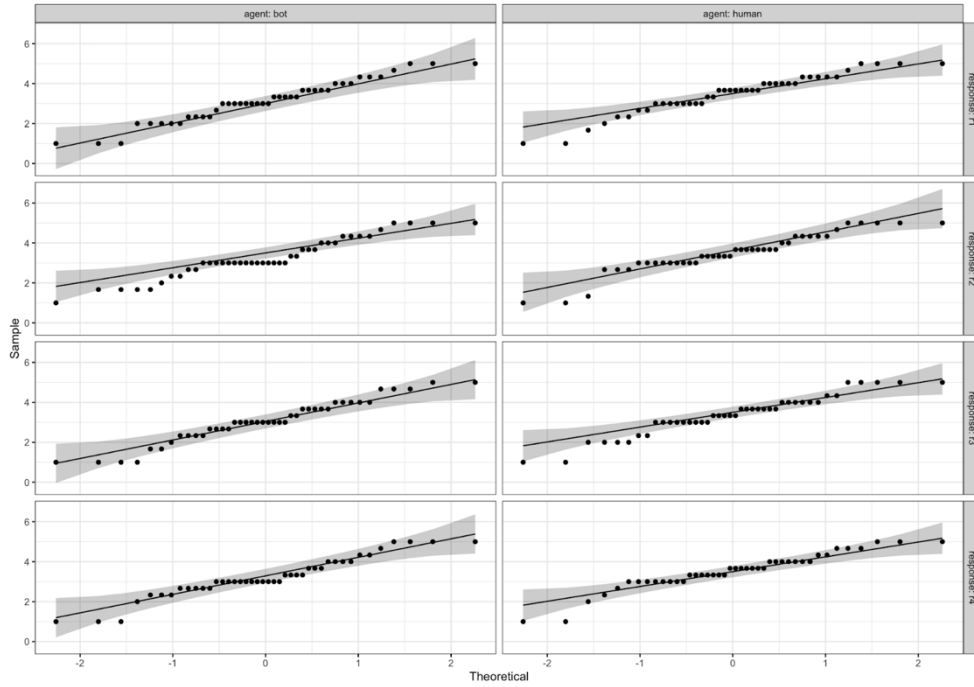 agent: bot
agent: human
6
4
2
0
response: r1
6
4
2
0
response: r2
6
4
2
0
response: r3
6
4
2
0
response: r4
Sample
-2 -1 0 1 2
-2 -1 0 1 2
Theoretical